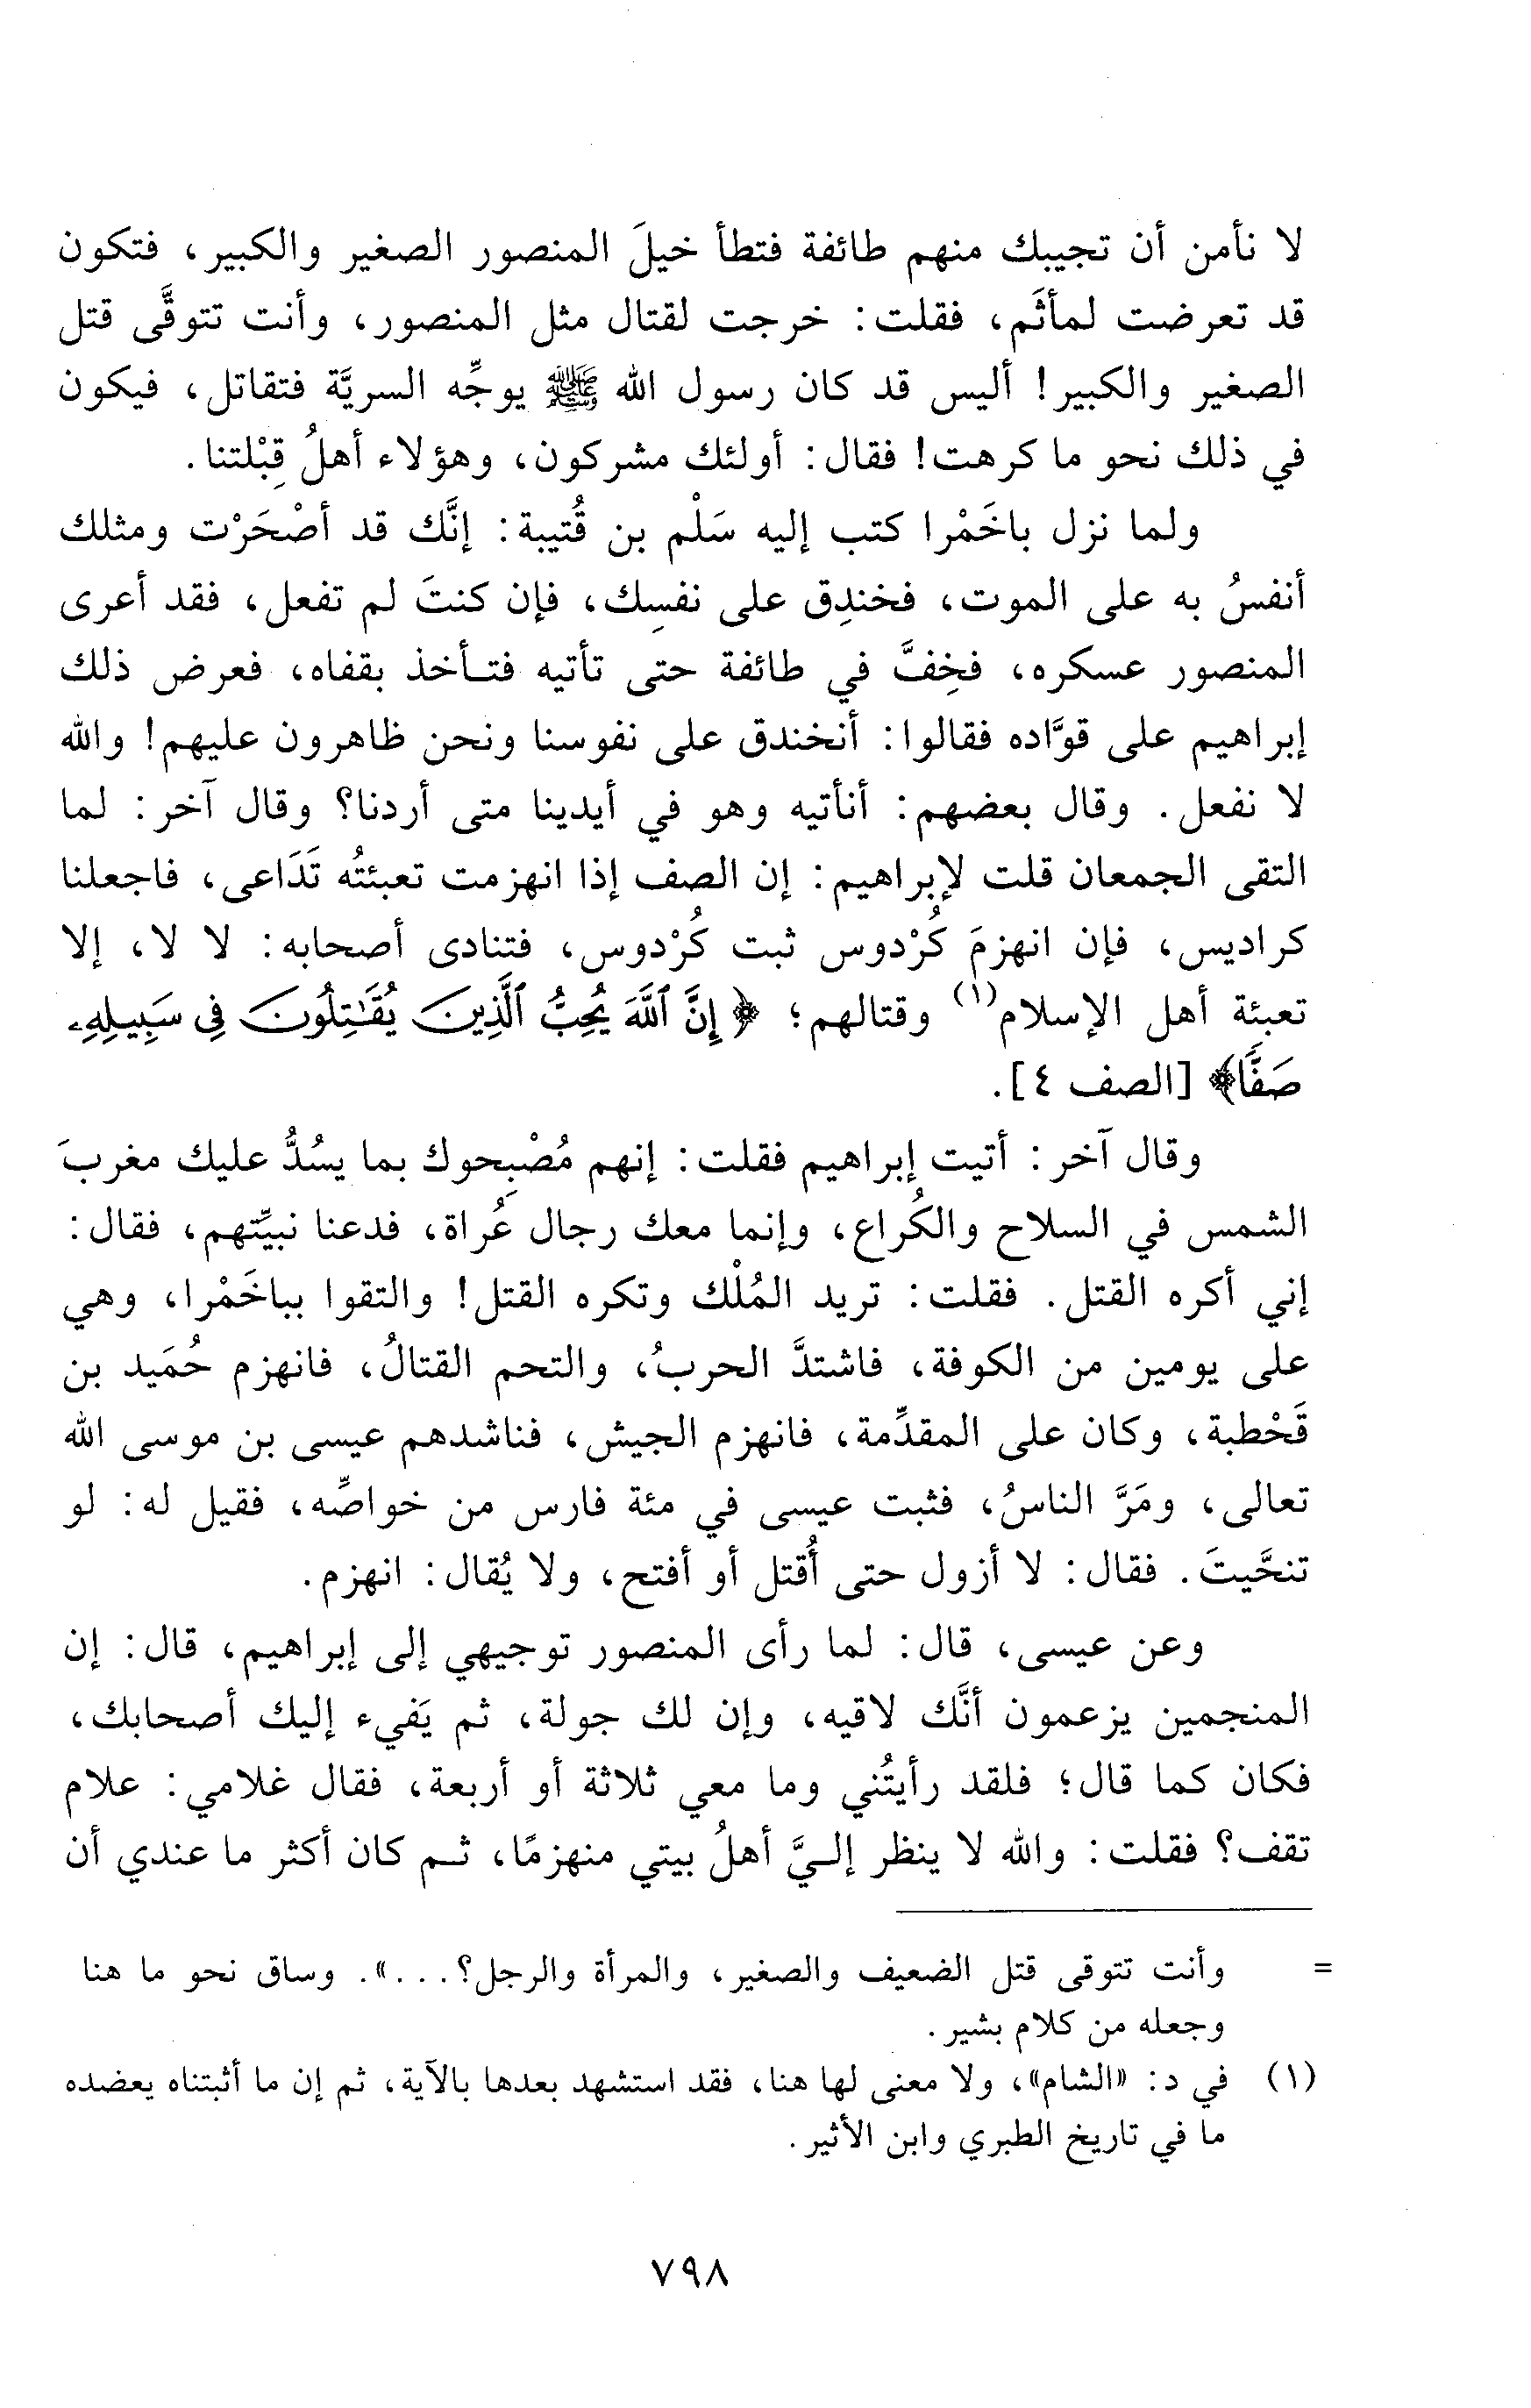 لا نأمن أن تجيبك منهم طائفة فتطأ خيلَ المنصور الصغير والكبير، فتكون
قد تعرضت لمأثَم، فقلت: خرجت لقتال مثل المنصور، وأنت تتوقَّى قتل
الصغير والكبير! أليس قد كان رسول الله ﷺ يوجِّه السريَّة فتقاتل، فيكون
في ذلك نحو ما كرهت! فقال: أولئك مشركون، وهؤلاء أهلُ قِبْلتنا.
ولما نزل باخَمْرا كتب إليه سَلْم بن قُتيبة: إنَّك قد أصْحَرْت ومثلك
أنفسُ به على الموت، فخندِق على نفسِك، فإن كنتَ لم تفعل، فقد أعرى
المنصور عسكره، فخِفَّ في طائفة حتى تأتيه فتأخذ بقفاه، فعرض ذلك
إبراهيم على قوَّاده فقالوا: أنخندق على نفوسنا ونحن ظاهرون عليهم! والله
لا نفعل. وقال بعضهم: أنأتيه وهو في أيدينا متى أردنا؟ وقال آخر: لما
التقى الجمعان قلت لإبراهيم: إن الصف إذا انهزمت تعبئتُه تَدَاعى، فاجعلنا
كراديس، فإن انهزمَ كُرْدوس ثبت كُرْدوس، فتنادى أصحابه: لا لا، إلا
تعبئة أهل الإسلام(١) وقتالهم؛ ﴿إِنَّ ٱللَّهَ يُحِبُّ ٱلَّذِينَ يُقَٰتِلُونَ فِى سَبِيلِهِۦ
صَفًّا﴾ [الصف ٤].
وقال آخر: أتيت إبراهيم فقلت: إنهم مُصْبِحوك بما يسُدُّ عليك مغربَ
الشمس في السلاح والكُراع، وإنما معك رجال عُراة، فدعنا نبيِّتهم، فقال:
إني أكره القتل. فقلت: تريد المُلْك وتكره القتل! والتقوا بباخَمْرا، وهي
على يومين من الكوفة، فاشتدَّ الحربُ، والتحم القتالُ، فانهزم حُمَيد بن
قَحْطبة، وكان على المقدِّمة، فانهزم الجيش، فناشدهم عيسى بن موسى الله
تعالى، ومَرَّ الناسُ، فثبت عيسى في مئة فارس من خواصِّه، فقيل له: لو
تنحَّيتَ. فقال: لا أزول حتى أُقتل أو أفتح، ولا يُقال: انهزم.
وعن عيسى، قال: لما رأى المنصور توجيهي إلى إبراهيم، قال: إن
المنجمين يزعمون أنَّك لاقيه، وإن لك جولة، ثم يَفيء إليك أصحابك،
فكان كما قال؛ فلقد رأيتُني وما معي ثلاثة أو أربعة، فقال غلامي: علام
تقف؟ فقلت: والله لا ينظر إليَّ أهلُ بيتي منهزمًا، ثم كان أكثر ما عندي أن
= وأنت تتوقى قتل الضعيف والصغير، والمرأة والرجل؟...». وساق نحو ما هنا
وجعله من كلام بشير.
(١) في د: «الشام»، ولا معنى لها هنا، فقد استشهد بعدها بالآية، ثم إن ما أثبتناه يعضده
ما في تاريخ الطبري وابن الأثير.
٧٩٨